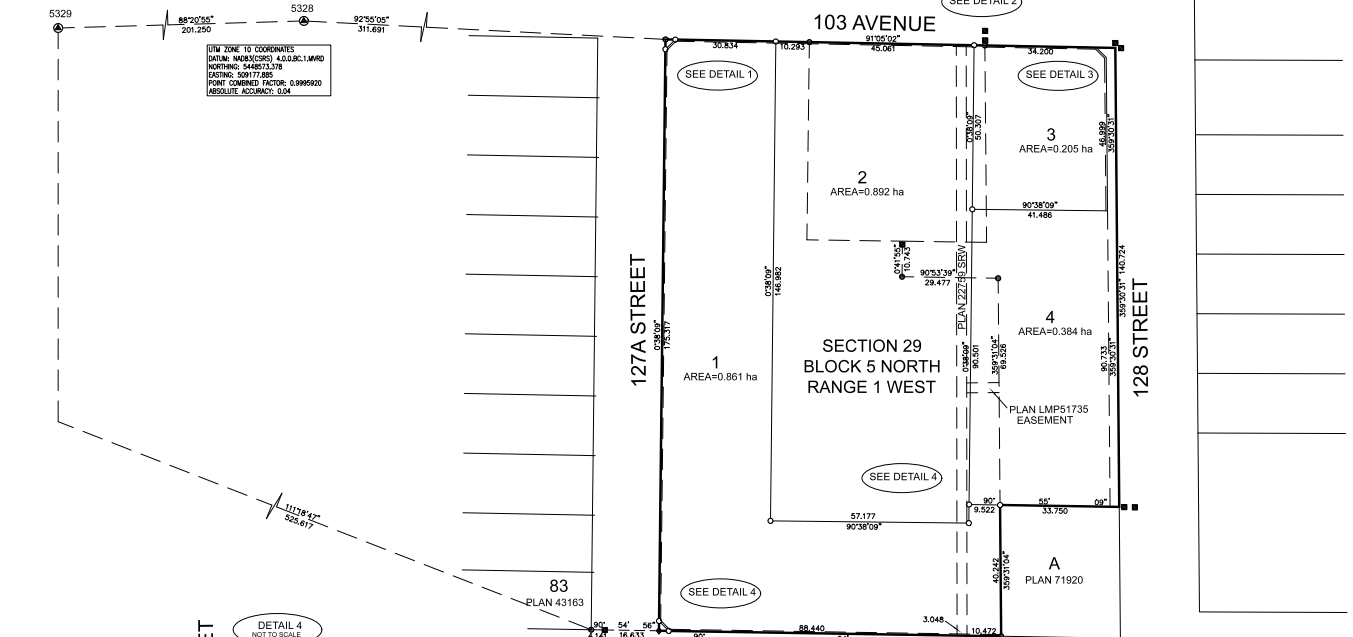 5329
88°20'55"
201.250
5328
92°55'05"
311.691
103 AVENUE
SEE DETAIL 2
UTM ZONE 10 COORDINATES
DATUM: NAD83(CSRS) 4.0.0.BC.1.MVRD
NORTHING: 5448573.378
EASTING: 509177.885
POINT COMBINED FACTOR: 0.9995920
ABSOLUTE ACCURACY: 0.04
30.834
10.293
91°05'02"
45.061
34.200
SEE DETAIL 1
SEE DETAIL 3
0°38'09"
50.307
3
AREA=0.205 ha
46.999
359°30'31"
2
AREA=0.892 ha
90°38'09"
41.486
0°41'55"
10.743
90°53'39"
29.477
PLAN 22759 SRW
0°38'09"
146.982
140.724
359°30'31"
127A STREET
0°38'09"
175.317
128 STREET
4
AREA=0.384 ha
SECTION 29
BLOCK 5 NORTH
RANGE 1 WEST
0°38'09"
90.501
359°31'04"
69.526
90.733
359°30'31"
1
AREA=0.861 ha
PLAN LMP51735
EASEMENT
SEE DETAIL 4
111°18'47"
525.617
57.177
90°38'09"
90° 55' 09"
9.522
33.750
40.242
359°31'04"
A
PLAN 71920
83
PLAN 43163
SEE DETAIL 4
DETAIL 4
NOT TO SCALE
90° 54' 56"
4.141
16.633
90°
88.440
3.048
10.472